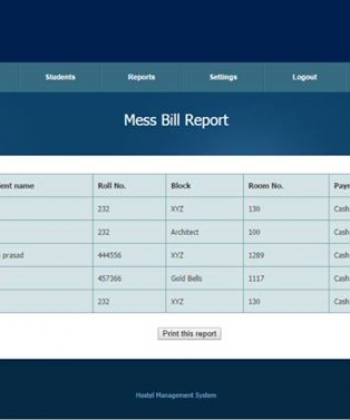 Students Reports Settings Logout
Mess Bill Report
ent name Roll No. Block Room No. Paym
232 XYZ 130 Cash
232 Architect 100 Cash
prasad 444556 XYZ 1289 Cash
457366 Gold Bells 1117 Cash
232 XYZ 130 Cash
Print this report
Hostel Management System